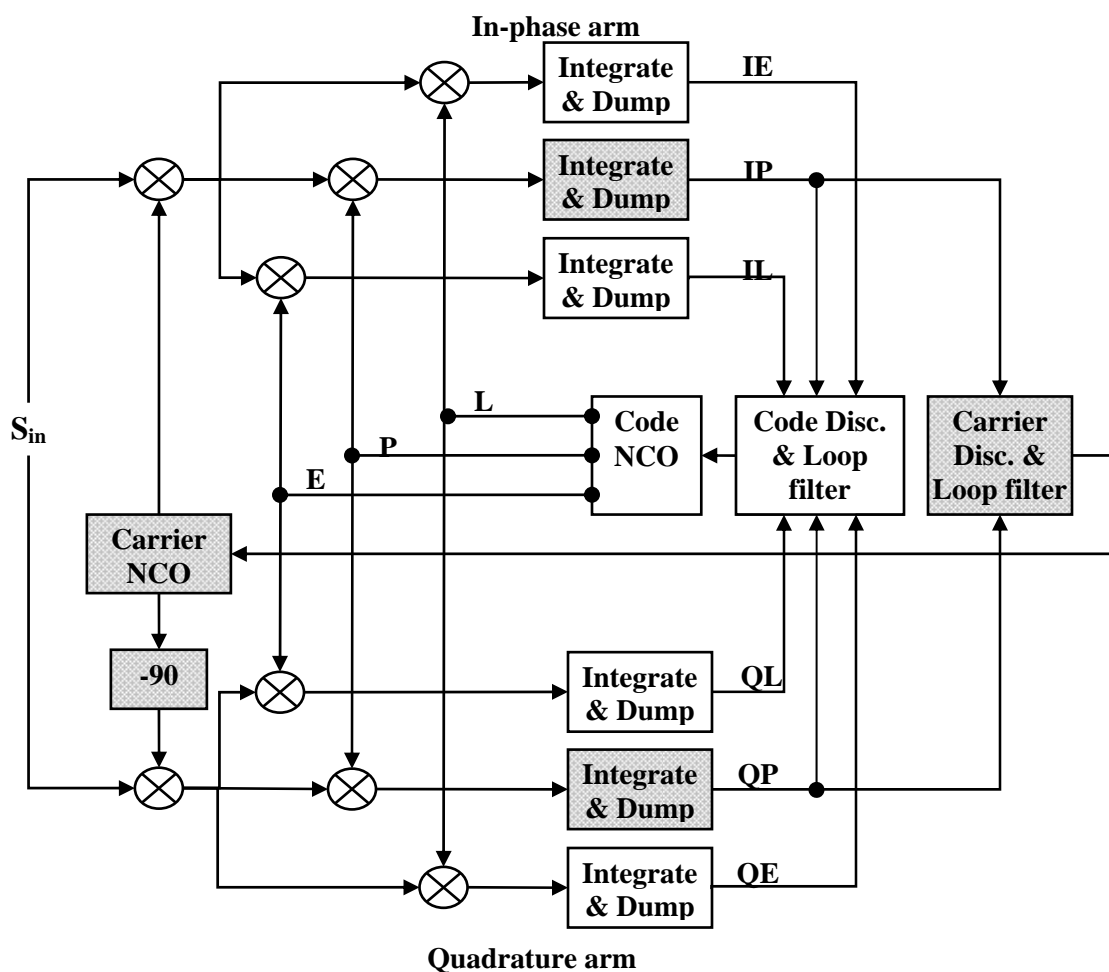 In-phase arm
Integrate
& Dump
IE
Integrate
& Dump
IP
Integrate
& Dump
IL
S_in
L
P
E
Code
NCO
Code Disc.
& Loop
filter
Carrier
Disc. &
Loop filter
Carrier
NCO
-90
Integrate
& Dump
QL
Integrate
& Dump
QP
Integrate
& Dump
QE
Quadrature arm